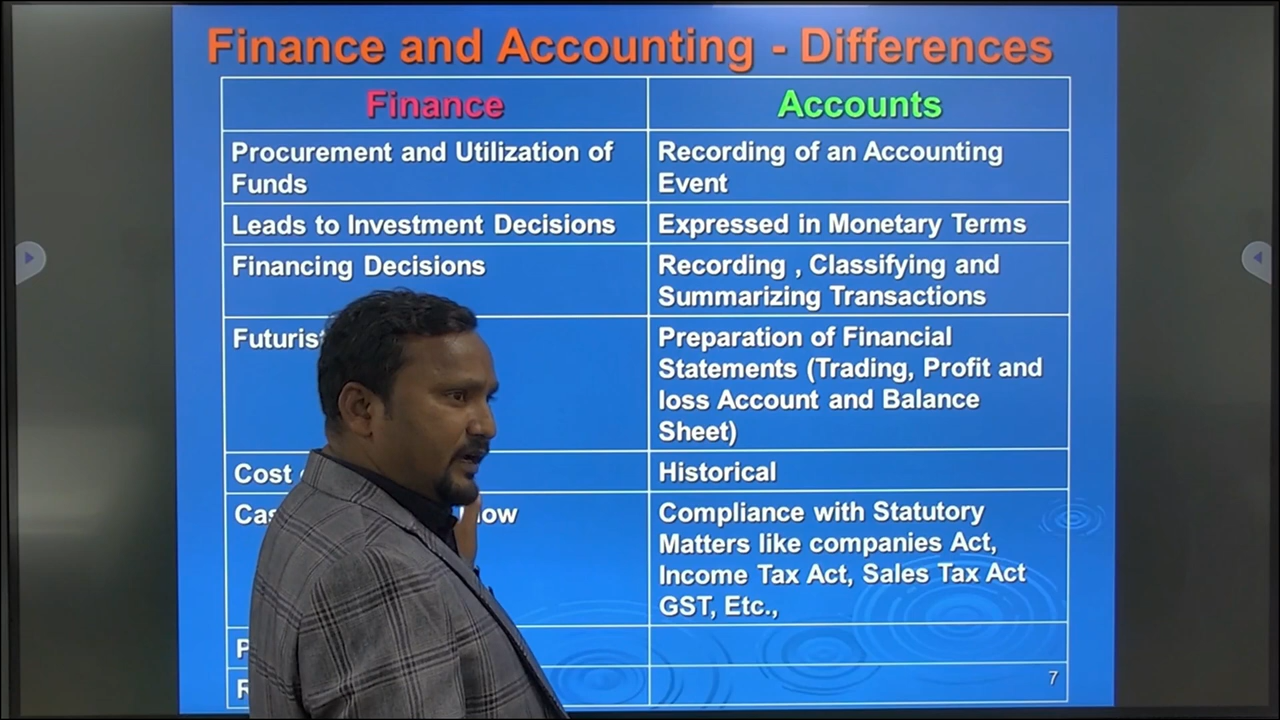 Finance and Accounting - Differences
Finance
Accounts
Procurement and Utilization of
Funds
Recording of an Accounting
Event
Leads to Investment Decisions
Expressed in Monetary Terms
Financing Decisions
Recording , Classifying and
Summarizing Transactions
Preparation of Financial
Statements (Trading, Profit and
loss Account and Balance
Sheet)
Cost
Historical
Compliance with Statutory
Matters like companies Act,
Income Tax Act, Sales Tax Act
GST, Etc.,
7